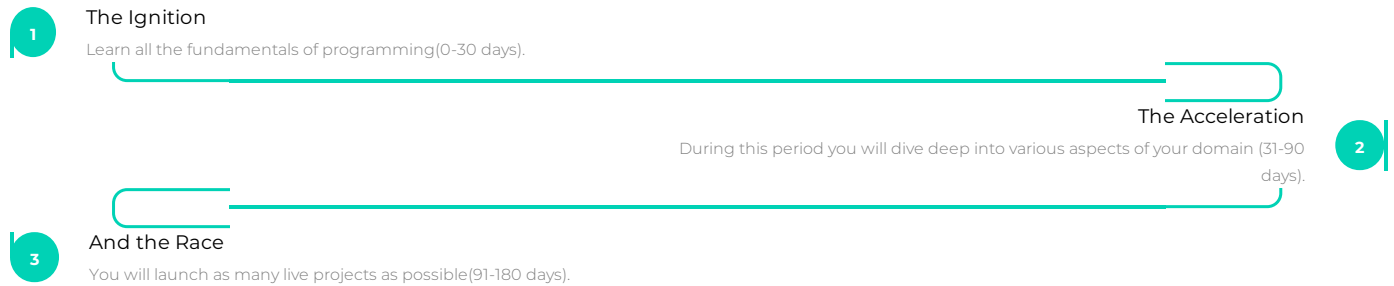 1
The Ignition
Learn all the fundamentals of programming(0-30 days).
The Acceleration
2
During this period you will dive deep into various aspects of your domain (31-90
days).
And the Race
3
You will launch as many live projects as possible(91-180 days).